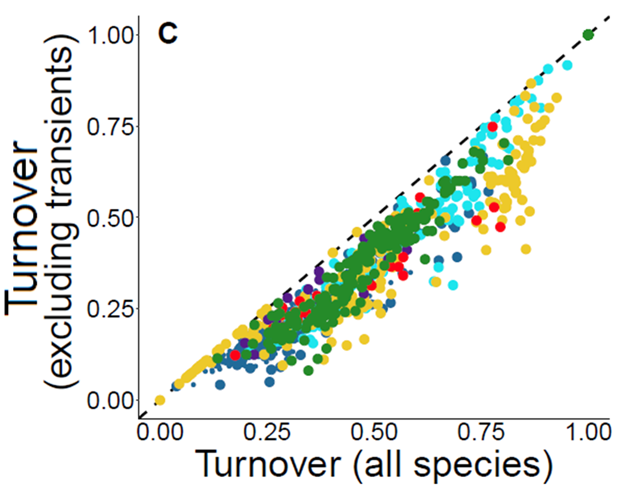 C
Turnover
(excluding transients)
1.00
0.75
0.50
0.25
0.00
0.00 0.25 0.50 0.75 1.00
Turnover (all species)